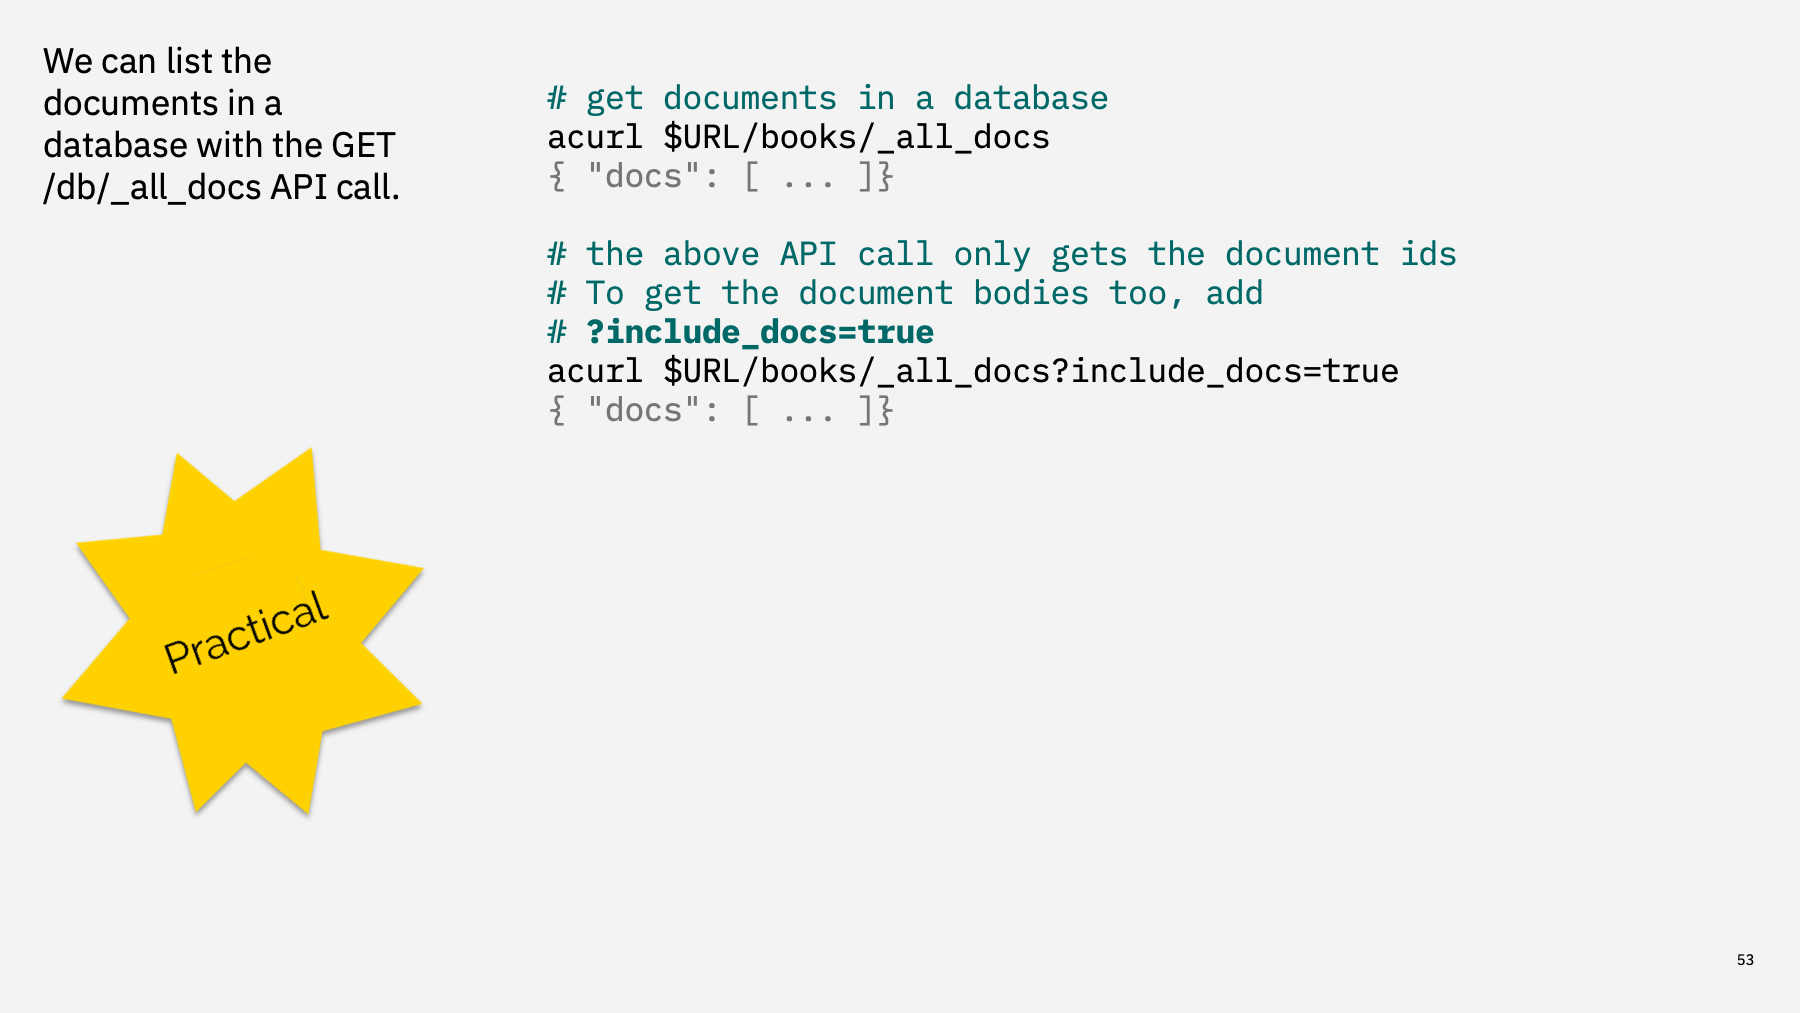 We can list the
documents in a
database with the GET
/db/_all_docs API call.
# get documents in a database
acurl $URL/books/_all_docs
{ "docs": [ ... ]}
# the above API call only gets the document ids
# To get the document bodies too, add
# ?include_docs=true
acurl $URL/books/_all_docs?include_docs=true
{ "docs": [ ... ]}
Practical
53